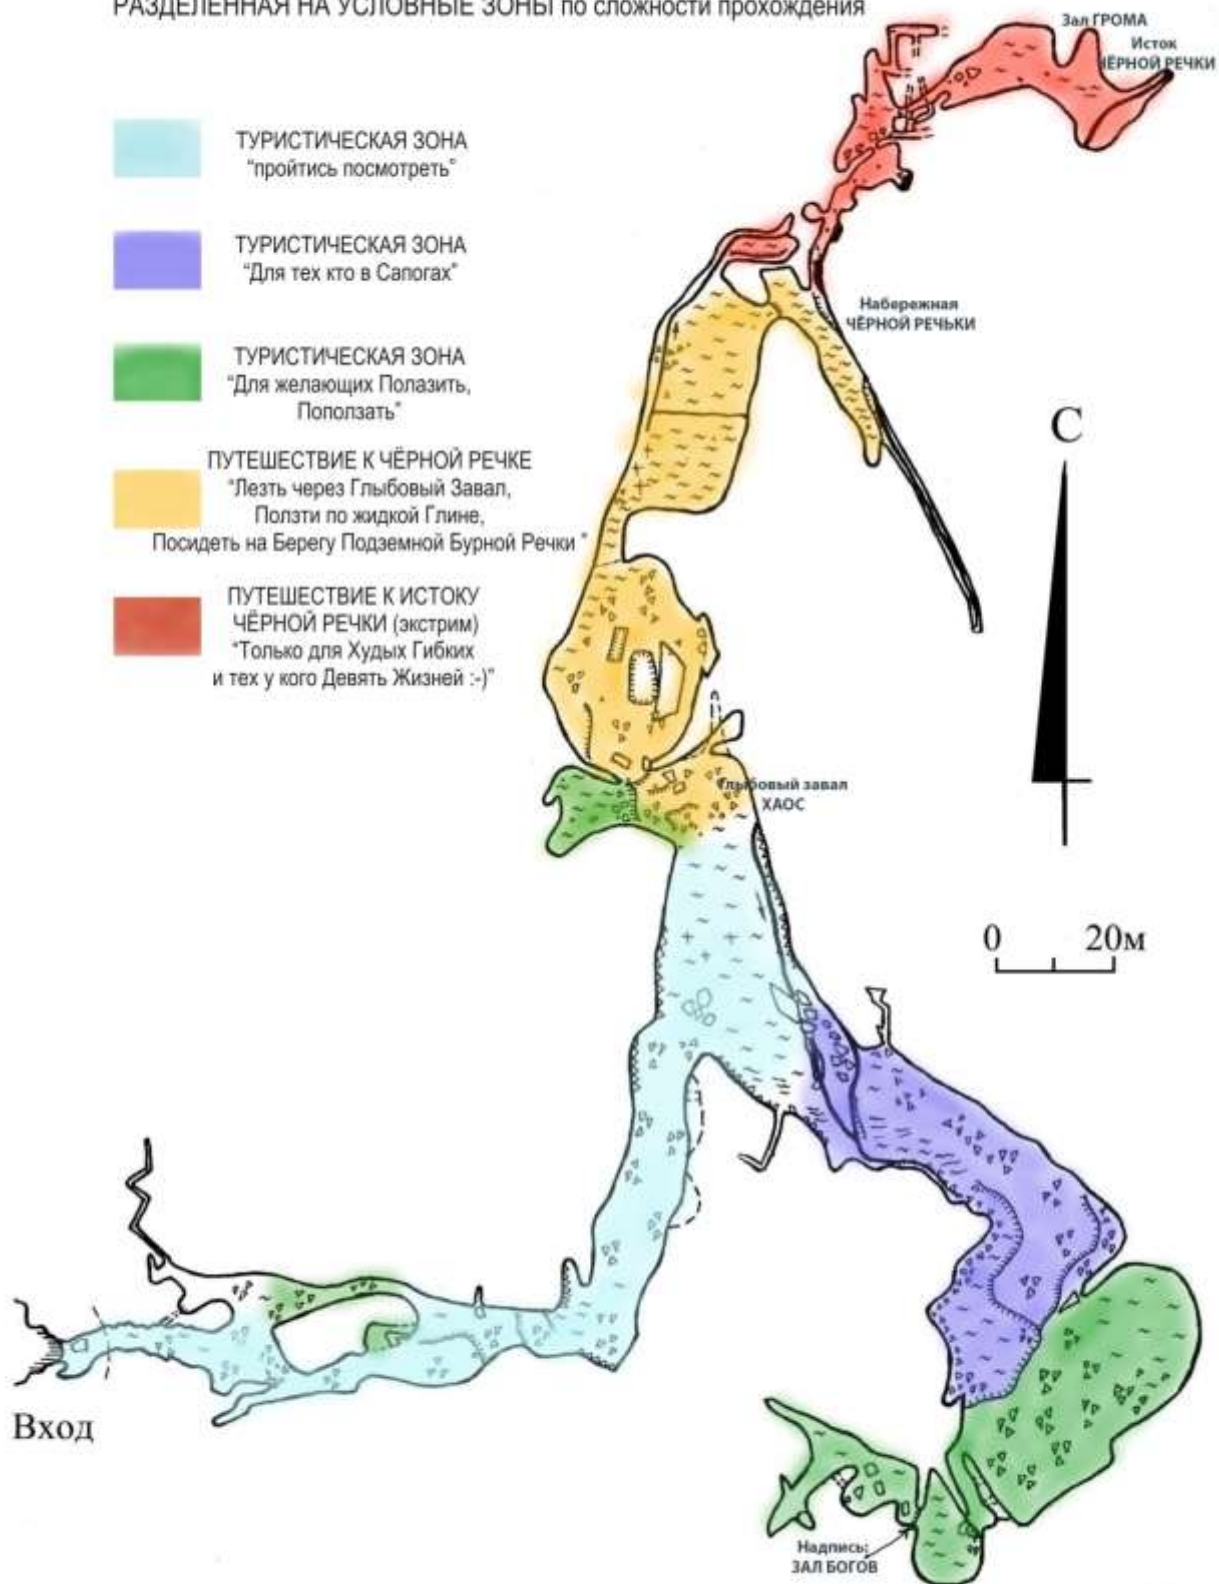 РАЗДЕЛЁННАЯ НА УСЛОВНЫЕ ЗОНЫ по сложности прохождения
Зал ГРОМА
Исток
ЧЁРНОЙ РЕЧКИ
ТУРИСТИЧЕСКАЯ ЗОНА
"пройтись посмотреть"
ТУРИСТИЧЕСКАЯ ЗОНА
"Для тех кто в Сапогах"
Набережная
ЧЁРНОЙ РЕЧЬКИ
ТУРИСТИЧЕСКАЯ ЗОНА
"Для желающих Полазить,
Поползать"
С
ПУТЕШЕСТВИЕ К ЧЁРНОЙ РЕЧКЕ
"Лезть через Глыбовый Завал,
Ползти по жидкой Глине,
Посидеть на Берегу Подземной Бурной Речки "
ПУТЕШЕСТВИЕ К ИСТОКУ
ЧЁРНОЙ РЕЧКИ (экстрим)
"Только для Худых Гибких
и тех у кого Девять Жизней :-)"
Глыбовый завал
ХАОС
0 20м
Вход
Надпись:
ЗАЛ БОГОВ